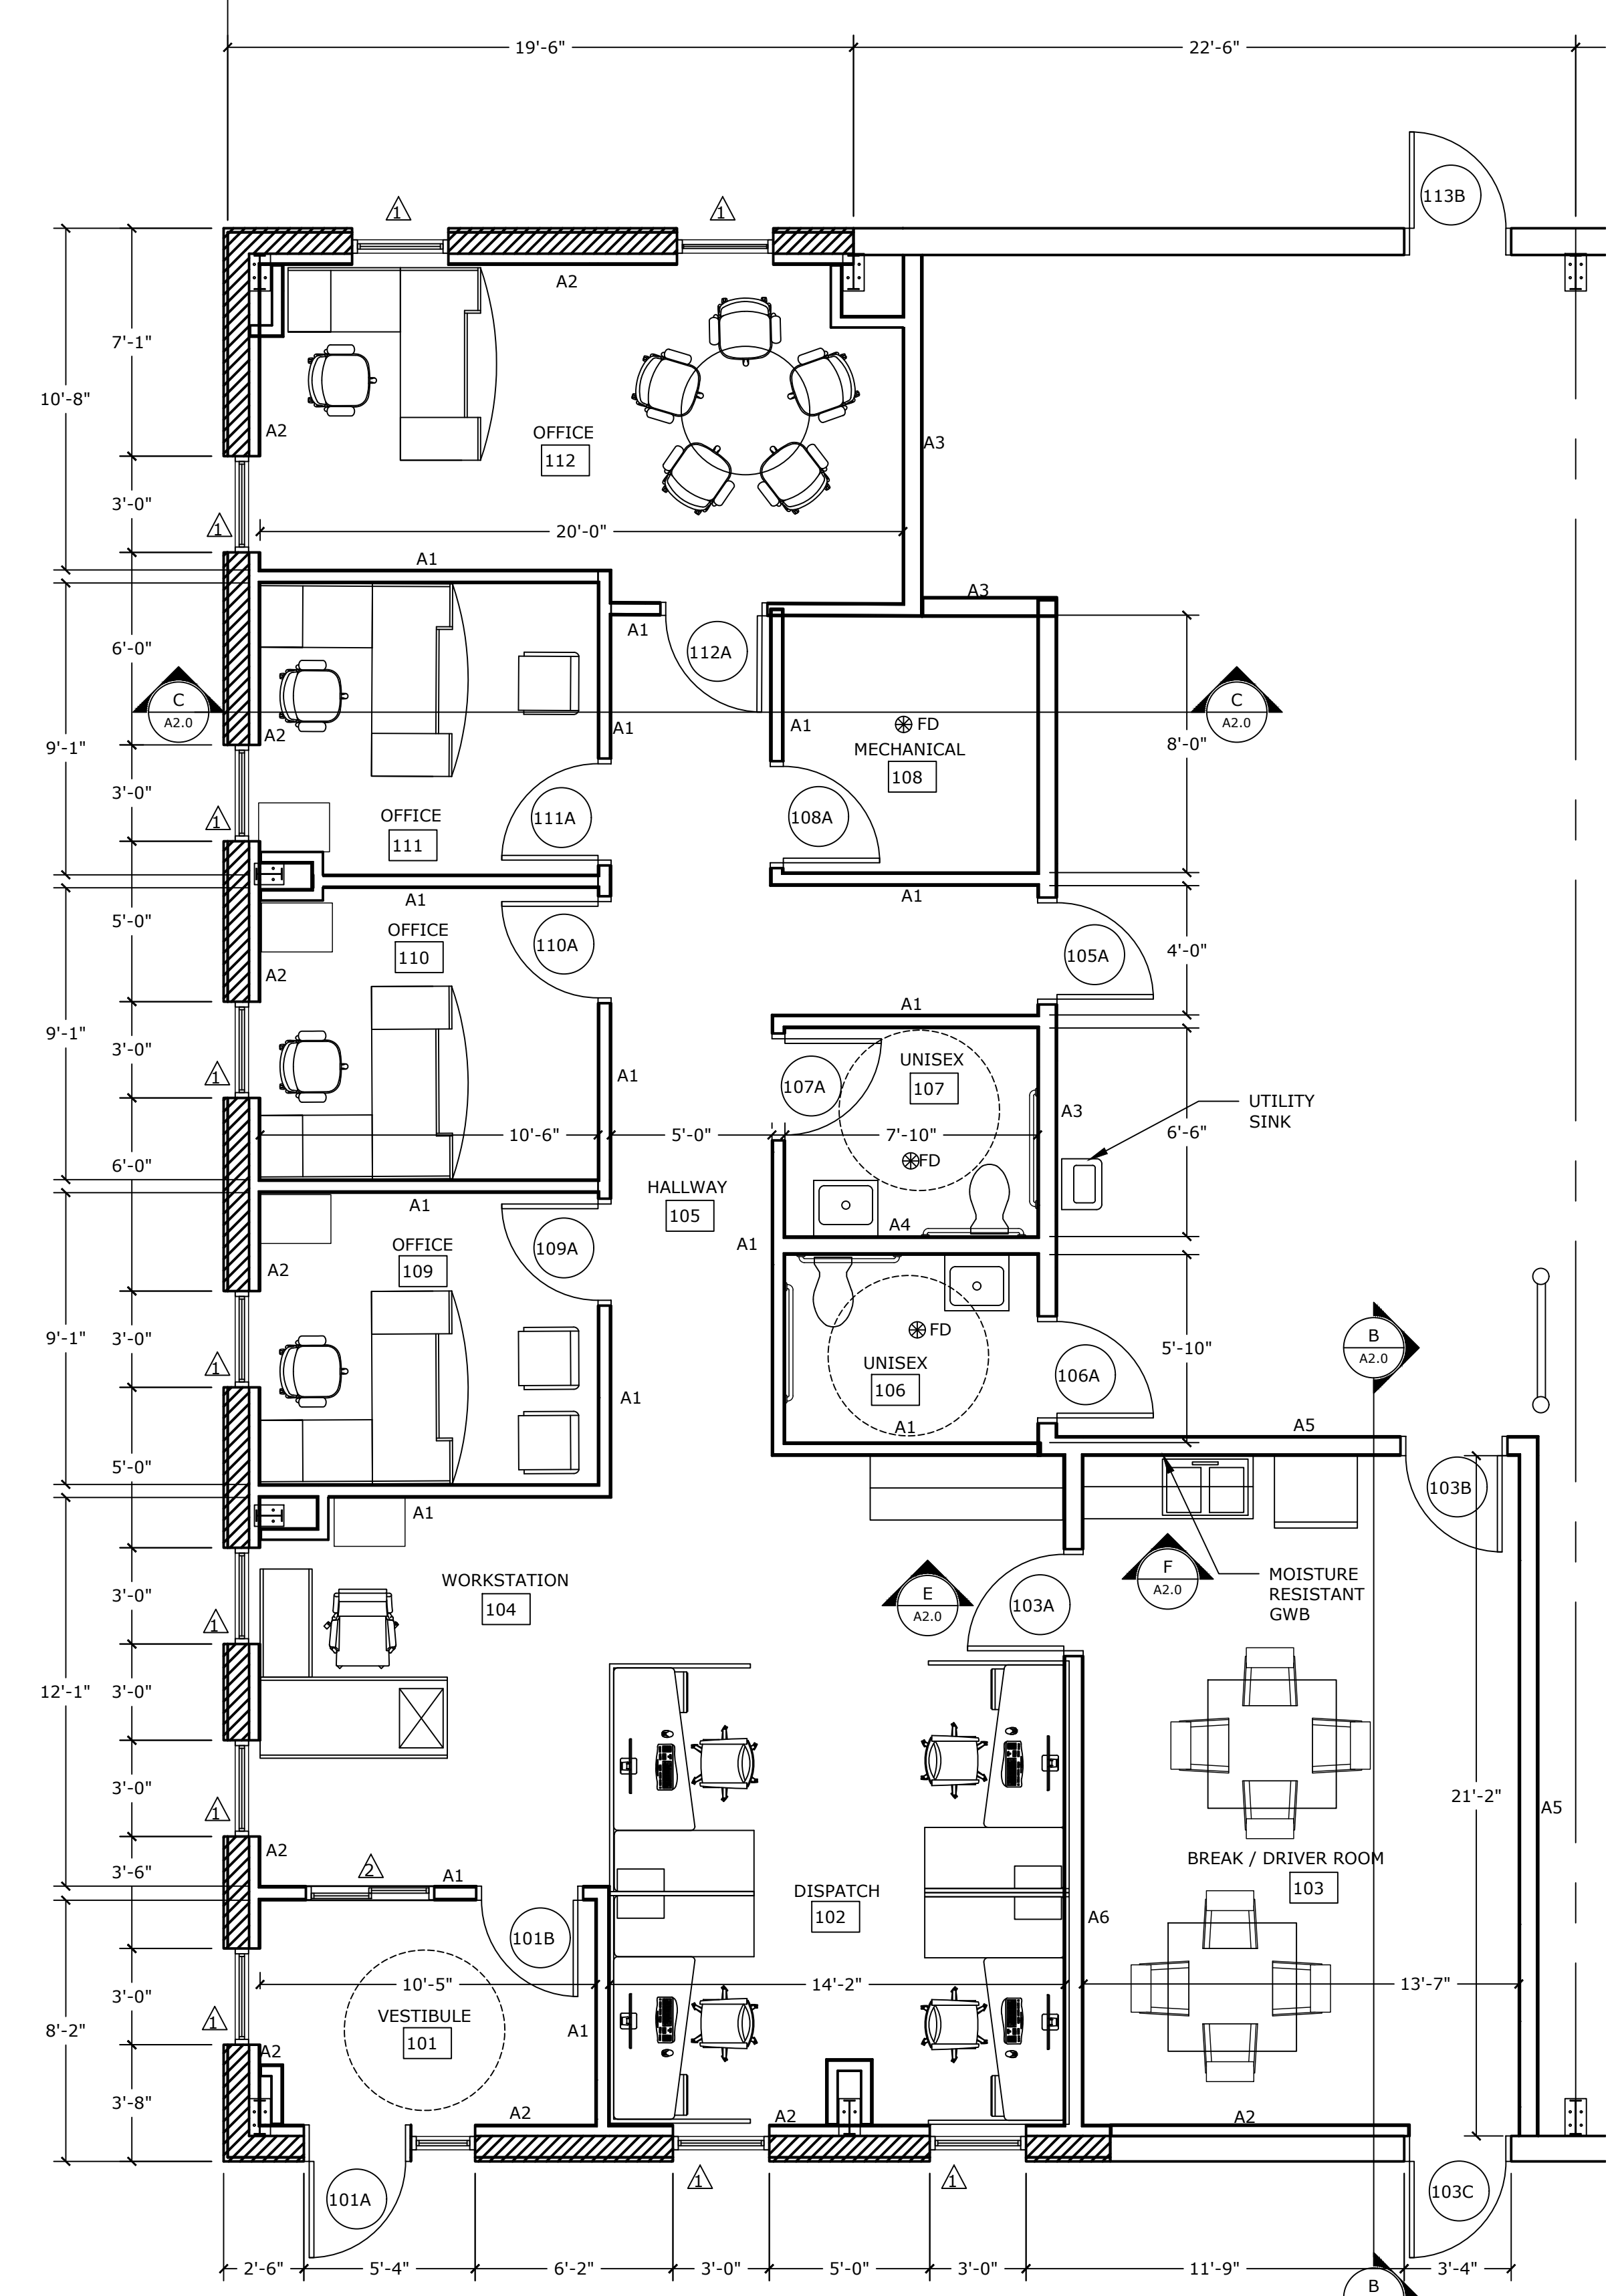 19'-6"
22'-6"
113B
1
1
A2
7'-1"
10'-8"
A2
OFFICE
112
A3
3'-0"
1
20'-0"
A1
A3
A1
112A
6'-0"
C
A2.0
C
A2.0
A2
A1
A1
FD
MECHANICAL
108
8'-0"
9'-1"
3'-0"
1
OFFICE
111
111A
108A
A1
A1
5'-0"
OFFICE
110
110A
105A
4'-0"
A2
A1
9'-1"
3'-0"
1
A1
107A
UNISEX
107
A3
UTILITY
SINK
10'-6"
5'-0"
7'-10"
6'-6"
FD
6'-0"
HALLWAY
105
A1
A4
A1
OFFICE
109
109A
A2
9'-1"
3'-0"
1
FD
UNISEX
106
106A
5'-10"
B
A2.0
A1
A1
A5
5'-0"
103B
A1
WORKSTATION
104
3'-0"
1
E
A2.0
103A
F
A2.0
MOISTURE
RESISTANT
GWB
12'-1"
3'-0"
3'-0"
1
21'-2"
A5
A2
3'-6"
2
A1
BREAK / DRIVER ROOM
103
DISPATCH
102
A6
101B
10'-5"
14'-2"
13'-7"
3'-0"
1
VESTIBULE
101
8'-2"
A1
A2
3'-8"
A2
A2
A2
1
1
101A
103C
2'-6"
5'-4"
6'-2"
3'-0"
5'-0"
3'-0"
11'-9"
3'-4"
B